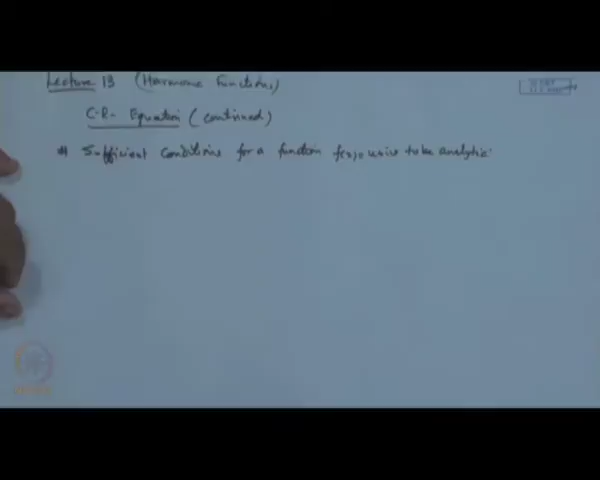 Lecture 13 (Harmonic Functions)
C-R- Equation (continued)
Sufficient Conditions for a function f(z)=u+iv to be analytic: